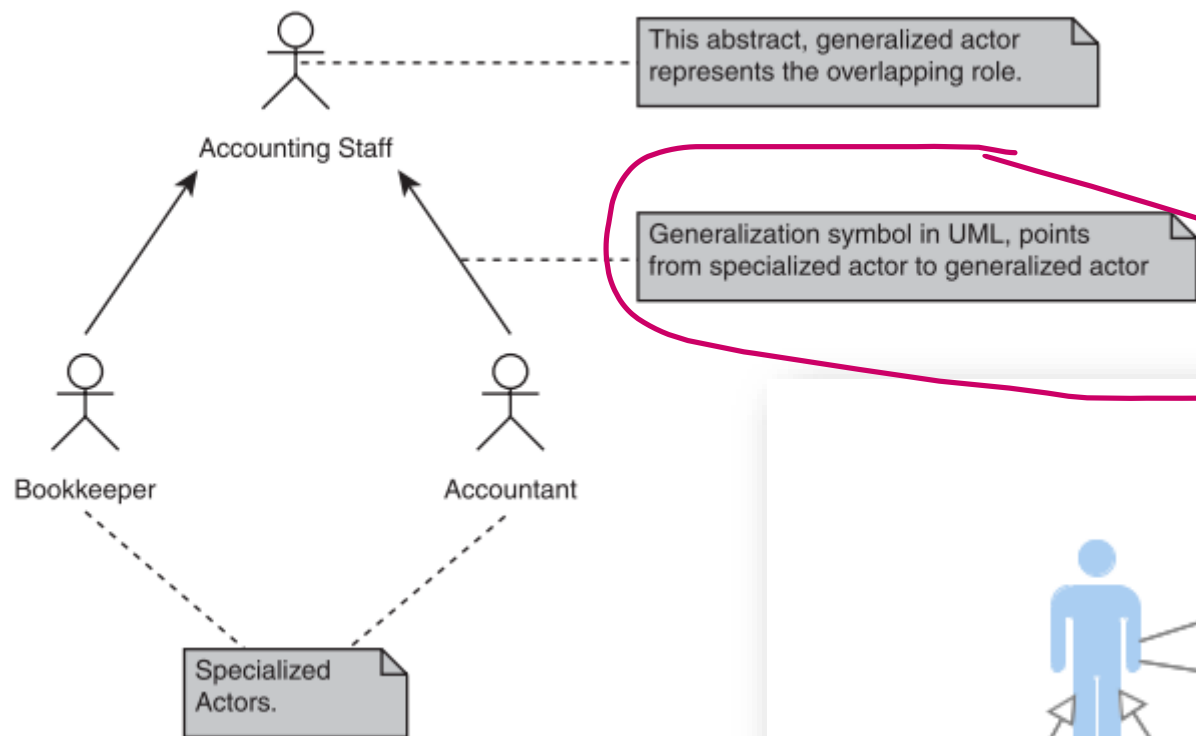 This abstract, generalized actor
represents the overlapping role.
Accounting Staff
Generalization symbol in UML, points
from specialized actor to generalized actor
Bookkeeper
Accountant
Specialized
Actors.